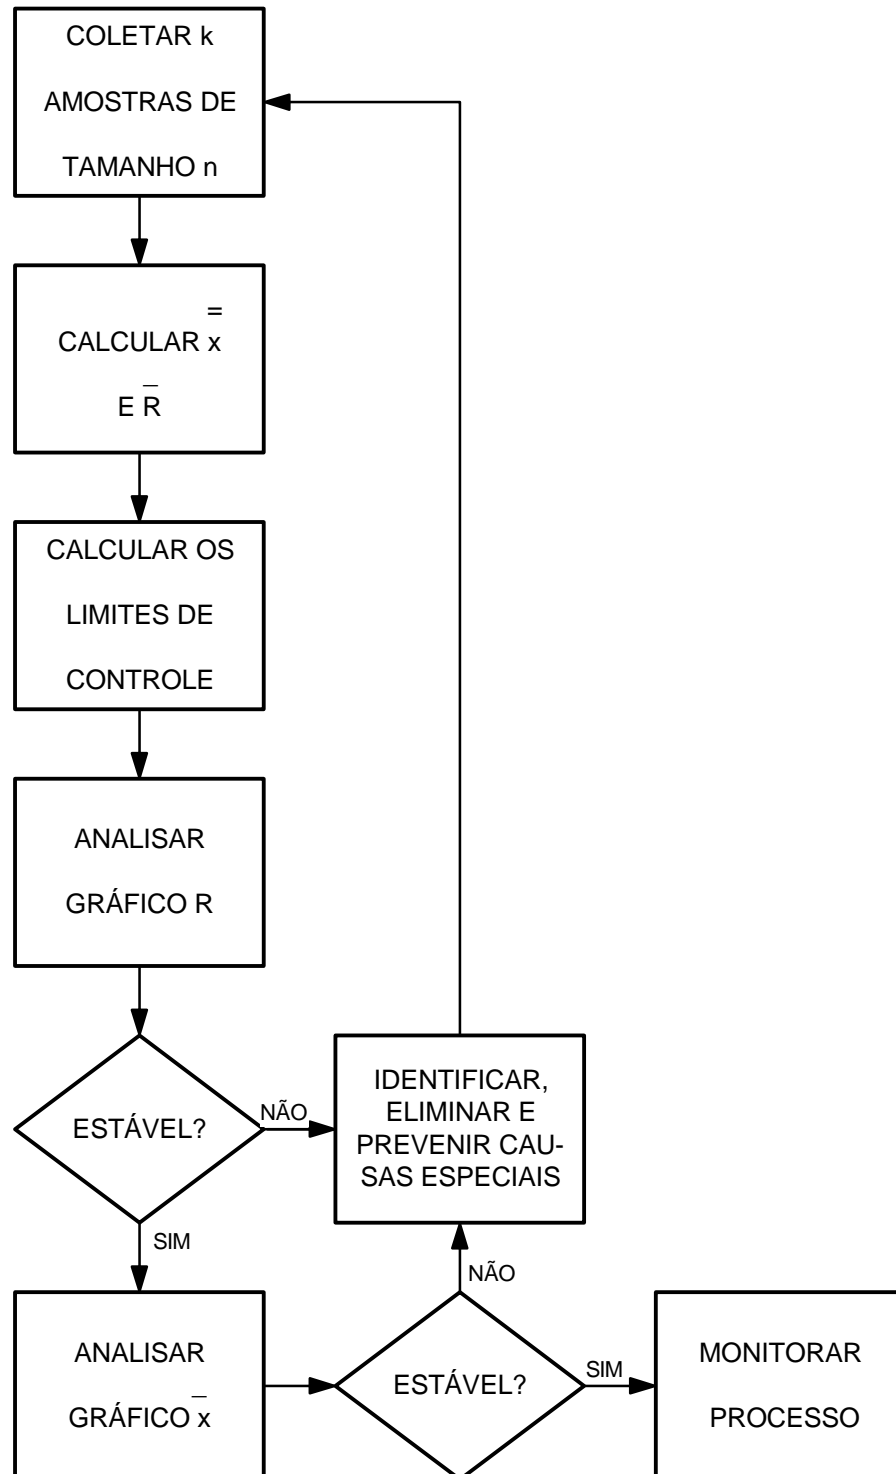 COLETAR k
AMOSTRAS DE
TAMANHO n
=
CALCULAR x
_
E R
CALCULAR OS
LIMITES DE
CONTROLE
ANALISAR
GRÁFICO R
ESTÁVEL?
NÃO
IDENTIFICAR,
ELIMINAR E
PREVENIR CAU-
SAS ESPECIAIS
SIM
NÃO
ANALISAR
_
GRÁFICO x
ESTÁVEL?
SIM
MONITORAR
PROCESSO